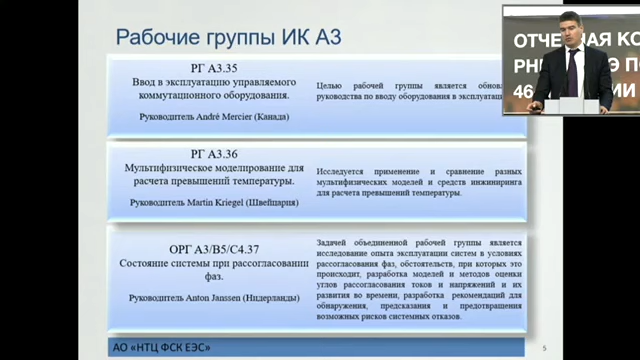 Рабочие группы ИК А3
РГ А3.35
Ввод в эксплуатацию управляемого
коммутационного оборудования.
Руководитель André Mercier (Канада)
Целью рабочей группы является
руководства по вводу оборудования в
РГ А3.36
Мультифизическое моделирование для
расчета превышений температуры.
Руководитель Martin Kriegel (Швейцария)
Исследуется применение и сравнение разных
мультифизических моделей и средств инжиниринга
для расчета превышений температуры.
ОРГ А3/В5/С4.37
Состояние системы при рассогласовании
фаз.
Руководитель Anton Janssen (Нидерланды)
Задачей объединенной рабочей группы является
исследование опыта эксплуатации систем в условиях
рассогласования фаз, обстоятельств, при которых это
происходит, разработка моделей и методов оценки
углов рассогласования токов и напряжений и их
развития во времени, разработка рекомендаций для
обнаружения, предсказания и предотвращения
возможных рисков системных отказов.
АО «НТЦ ФСК ЕЭС»
5
ОТЧЕТНАЯ КО
РН
Э ПО
46
ИИ